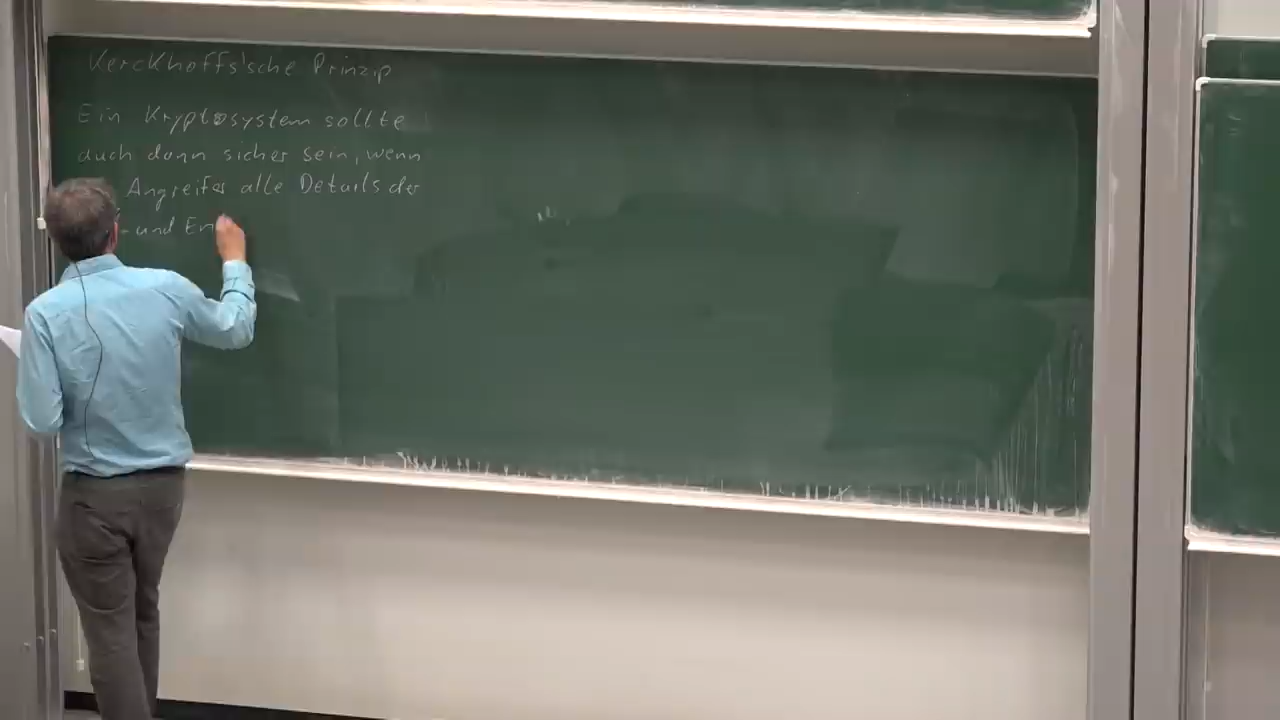 Kerckhoffs'sche Prinzip
Ein Kryptosystem sollte
auch dann sicher sein, wenn
Angreifer alle Details der
- und En